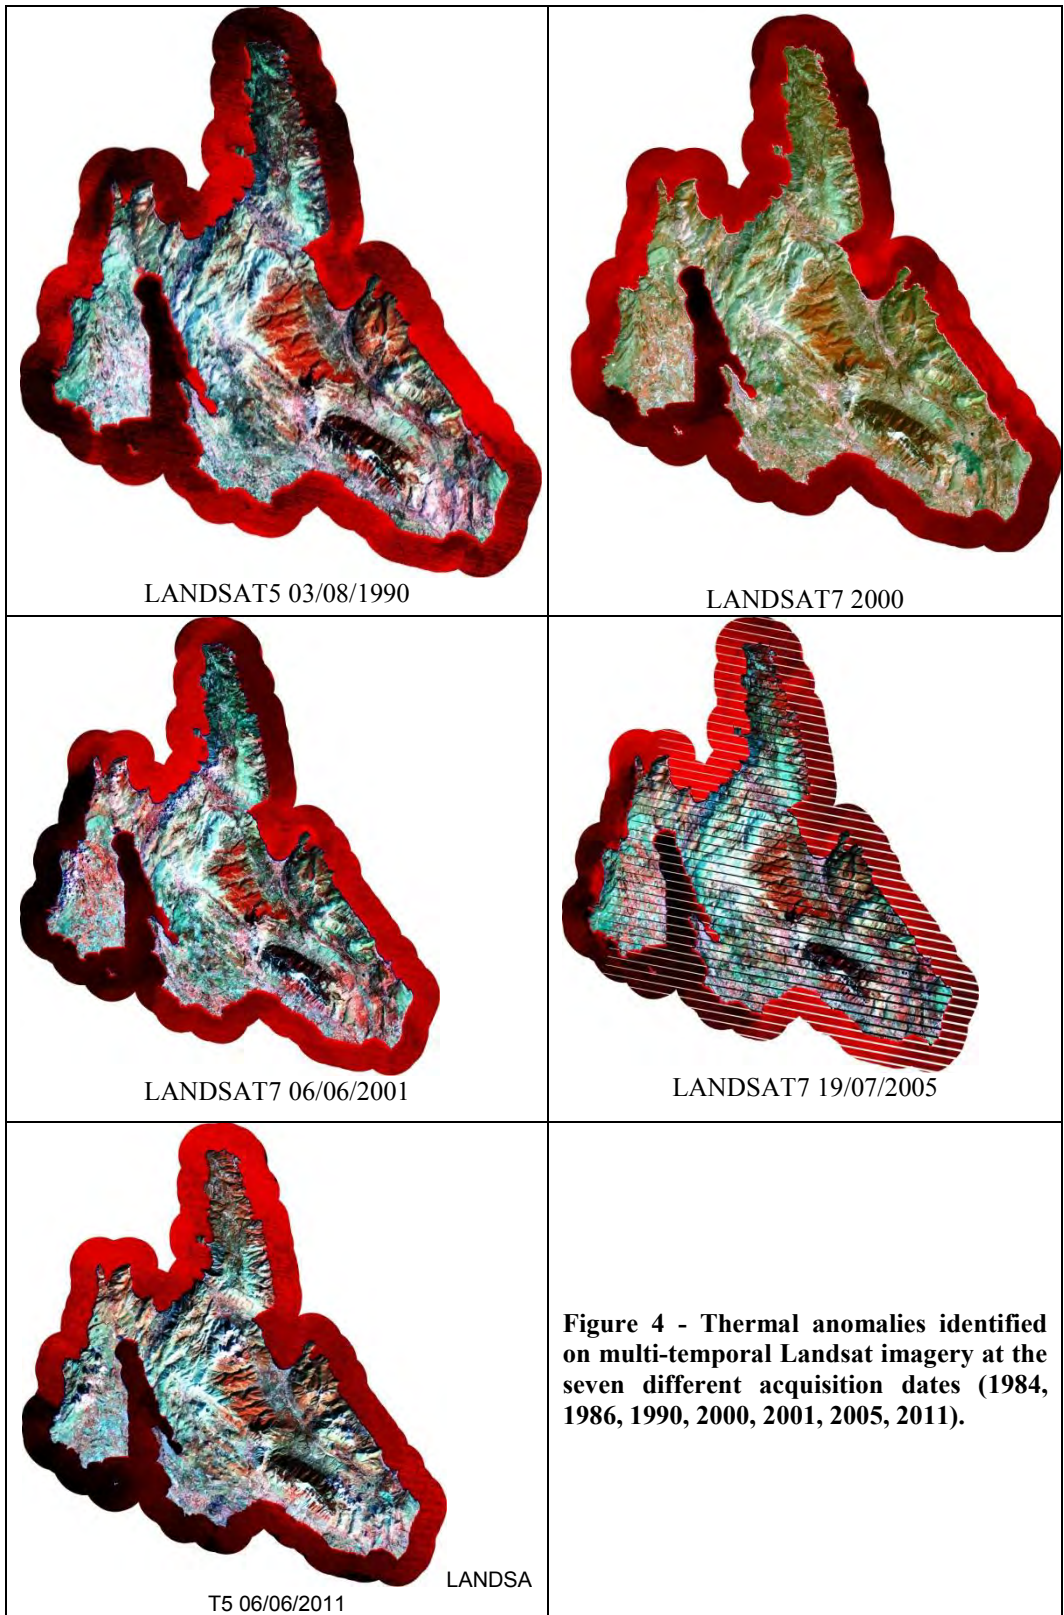 LANDSAT5 03/08/1990
LANDSAT7 2000
LANDSAT7 06/06/2001
LANDSAT7 19/07/2005
LANDSA
T5 06/06/2011
Figure 4 - Thermal anomalies identified
on multi-temporal Landsat imagery at the
seven different acquisition dates (1984,
1986, 1990, 2000, 2001, 2005, 2011).